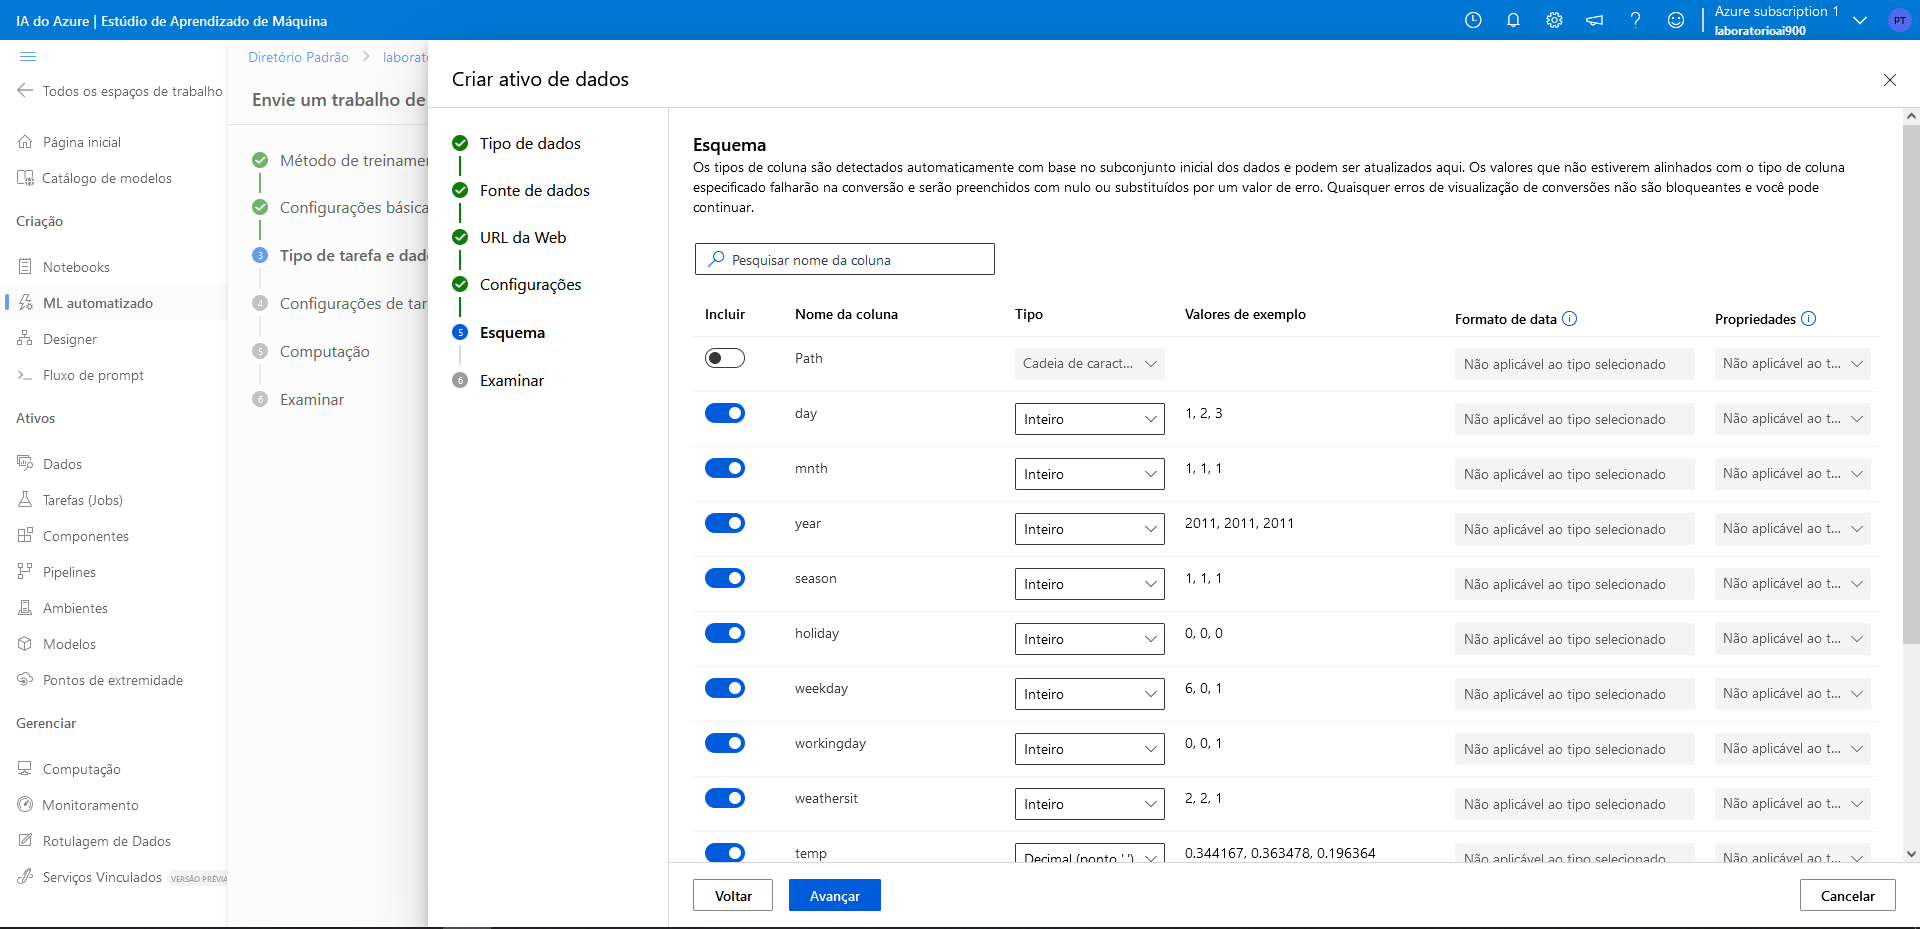 IA do Azure | Estúdio de Aprendizado de Máquina
Azure subscription 1
laboratorioai900
PT
Todos os espaços de trabalho
Página inicial
Catálogo de modelos
Criação
Notebooks
ML automatizado
Designer
Fluxo de prompt
Ativos
Dados
Tarefas (Jobs)
Componentes
Pipelines
Ambientes
Modelos
Pontos de extremidade
Gerenciar
Computação
Monitoramento
Rotulagem de Dados
Serviços Vinculados VERSÃO PRÉVIA
Diretório Padrão > laborat
Envie um trabalho de
Método de treiname
Configurações básica
3 Tipo de tarefa e dad
4 Configurações de tar
5 Computação
6 Examinar
Criar ativo de dados
Tipo de dados
Fonte de dados
URL da Web
Configurações
5 Esquema
6 Examinar
Esquema
Os tipos de coluna são detectados automaticamente com base no subconjunto inicial dos dados e podem ser atualizados aqui. Os valores que não estiverem alinhados com o tipo de coluna
especificado falharão na conversão e serão preenchidos com nulo ou substituídos por um valor de erro. Quaisquer erros de visualização de conversões não são bloqueantes e você pode
continuar.
Pesquisar nome da coluna
Incluir Nome da coluna Tipo Valores de exemplo Formato de data Propriedades
Path Cadeia de caract... Não aplicável ao tipo selecionado Não aplicável ao t...
day Inteiro 1, 2, 3 Não aplicável ao tipo selecionado Não aplicável ao t...
mnth Inteiro 1, 1, 1 Não aplicável ao tipo selecionado Não aplicável ao t...
year Inteiro 2011, 2011, 2011 Não aplicável ao tipo selecionado Não aplicável ao t...
season Inteiro 1, 1, 1 Não aplicável ao tipo selecionado Não aplicável ao t...
holiday Inteiro 0, 0, 0 Não aplicável ao tipo selecionado Não aplicável ao t...
weekday Inteiro 6, 0, 1 Não aplicável ao tipo selecionado Não aplicável ao t...
workingday Inteiro 0, 0, 1 Não aplicável ao tipo selecionado Não aplicável ao t...
weathersit Inteiro 2, 2, 1 Não aplicável ao tipo selecionado Não aplicável ao t...
temp Decimal (ponto '.') 0.344167, 0.363478, 0.196364 Não aplicável ao tipo selecionado Não aplicável ao t...
Voltar Avançar Cancelar